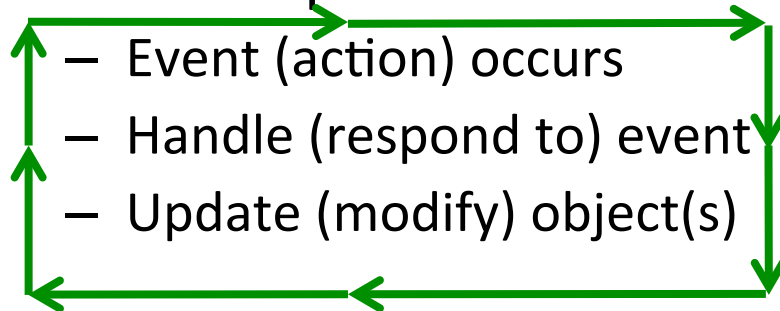 – Event (action) occurs
– Handle (respond to) event
– Update (modify) object(s)